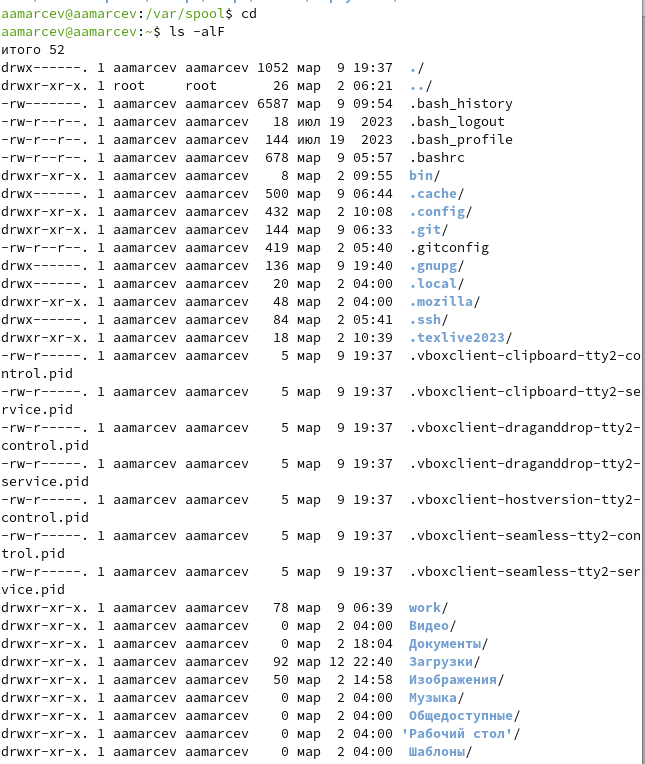 aamarcev@aamarcev:/var/spool$ cd
aamarcev@aamarcev:~$ ls -alF
итого 52
drwx------. 1 aamarcev aamarcev 1052 мар  9 19:37  ./
drwxr-xr-x. 1 root     root       26 мар  2 06:21  ../
-rw-------. 1 aamarcev aamarcev 6587 мар  9 09:54  .bash_history
-rw-r--r--. 1 aamarcev aamarcev   18 июл 19  2023  .bash_logout
-rw-r--r--. 1 aamarcev aamarcev  144 июл 19  2023  .bash_profile
-rw-r--r--. 1 aamarcev aamarcev  678 мар  9 05:57  .bashrc
drwxr-xr-x. 1 aamarcev aamarcev    8 мар  2 09:55  bin/
drwx------. 1 aamarcev aamarcev  500 мар  9 06:44  .cache/
drwxr-xr-x. 1 aamarcev aamarcev  432 мар  2 10:08  .config/
drwxr-xr-x. 1 aamarcev aamarcev  144 мар  9 06:33  .git/
-rw-r--r--. 1 aamarcev aamarcev  419 мар  2 05:40  .gitconfig
drwx------. 1 aamarcev aamarcev  136 мар  9 19:40  .gnupg/
drwx------. 1 aamarcev aamarcev   20 мар  2 04:00  .local/
drwxr-xr-x. 1 aamarcev aamarcev   48 мар  2 04:00  .mozilla/
drwx------. 1 aamarcev aamarcev   84 мар  2 05:41  .ssh/
drwxr-xr-x. 1 aamarcev aamarcev   18 мар  2 10:39  .texlive2023/
-rw-r-----. 1 aamarcev aamarcev    5 мар  9 19:37  .vboxclient-clipboard-tty2-co
ntrol.pid
-rw-r-----. 1 aamarcev aamarcev    5 мар  9 19:37  .vboxclient-clipboard-tty2-se
rvice.pid
-rw-r-----. 1 aamarcev aamarcev    5 мар  9 19:37  .vboxclient-draganddrop-tty2-
control.pid
-rw-r-----. 1 aamarcev aamarcev    5 мар  9 19:37  .vboxclient-draganddrop-tty2-
service.pid
-rw-r-----. 1 aamarcev aamarcev    5 мар  9 19:37  .vboxclient-hostversion-tty2-
control.pid
-rw-r-----. 1 aamarcev aamarcev    5 мар  9 19:37  .vboxclient-seamless-tty2-con
trol.pid
-rw-r-----. 1 aamarcev aamarcev    5 мар  9 19:37  .vboxclient-seamless-tty2-ser
vice.pid
drwxr-xr-x. 1 aamarcev aamarcev   78 мар  9 06:39  work/
drwxr-xr-x. 1 aamarcev aamarcev    0 мар  2 04:00  Видео/
drwxr-xr-x. 1 aamarcev aamarcev    0 мар  2 18:04  Документы/
drwxr-xr-x. 1 aamarcev aamarcev   92 мар 12 22:40  Загрузки/
drwxr-xr-x. 1 aamarcev aamarcev   50 мар  2 14:58  Изображения/
drwxr-xr-x. 1 aamarcev aamarcev    0 мар  2 04:00  Музыка/
drwxr-xr-x. 1 aamarcev aamarcev    0 мар  2 04:00  Общедоступные/
drwxr-xr-x. 1 aamarcev aamarcev    0 мар  2 04:00 'Рабочий стол'/
drwxr-xr-x. 1 aamarcev aamarcev    0 мар  2 04:00  Шаблоны/